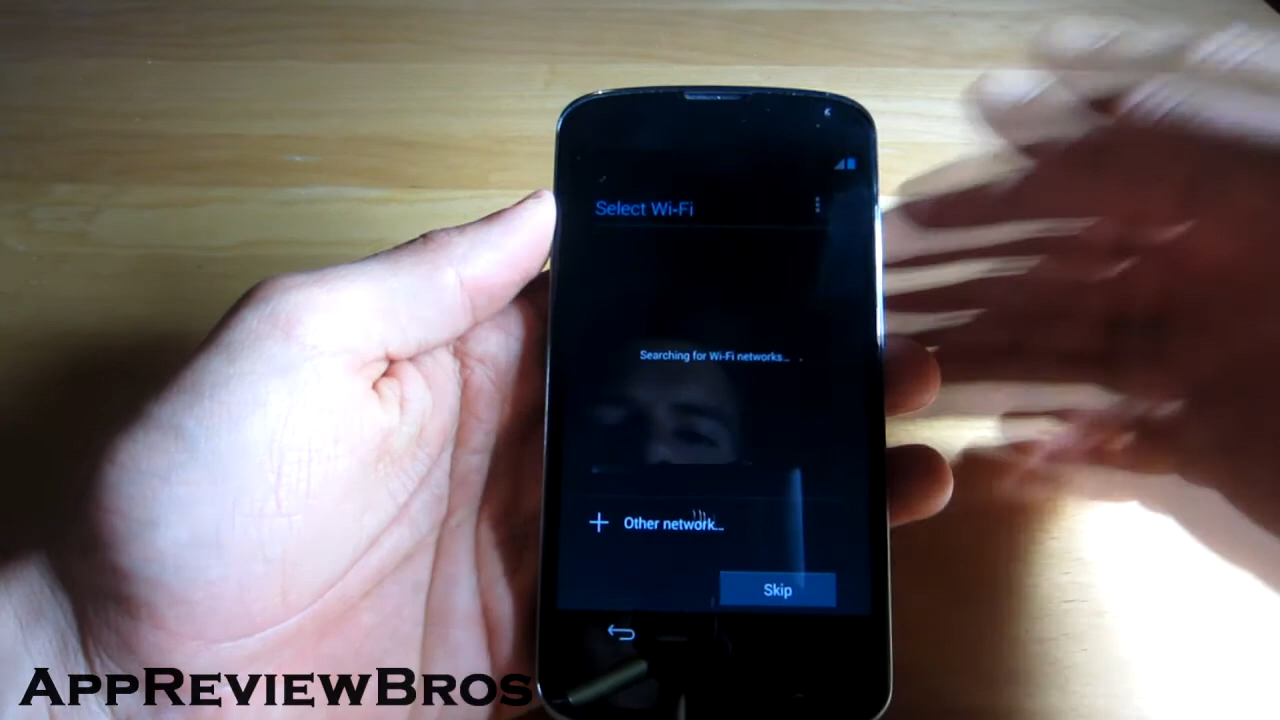 Select Wi-Fi
Searching for Wi-Fi networks...
+ Other network...
Skip
AppReviewBros